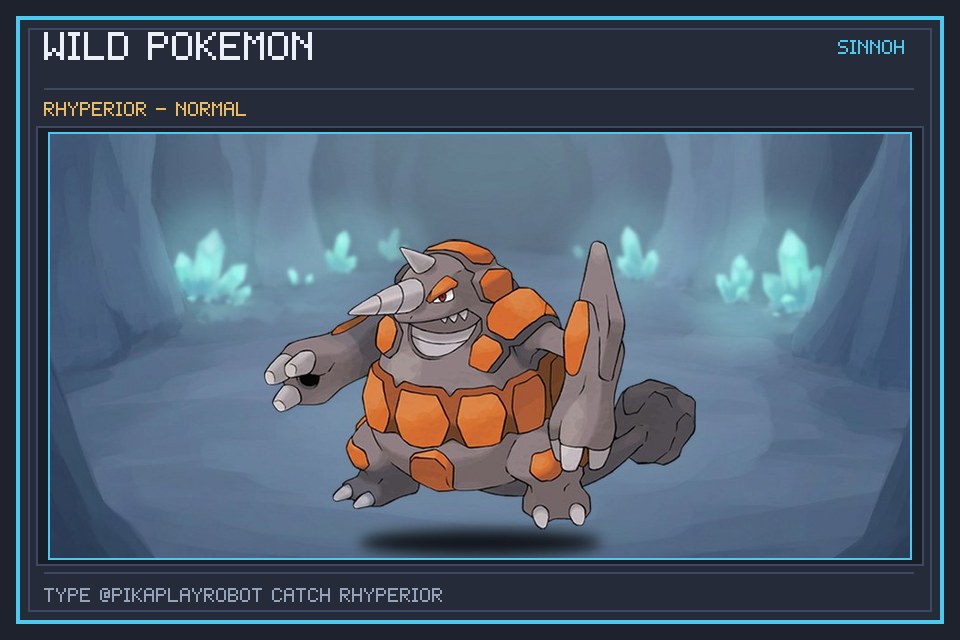 WILD POKEMON
SINNOH
RHYPERIOR - NORMAL
TYPE @PIKAPLAYROBOT CATCH RHYPERIOR